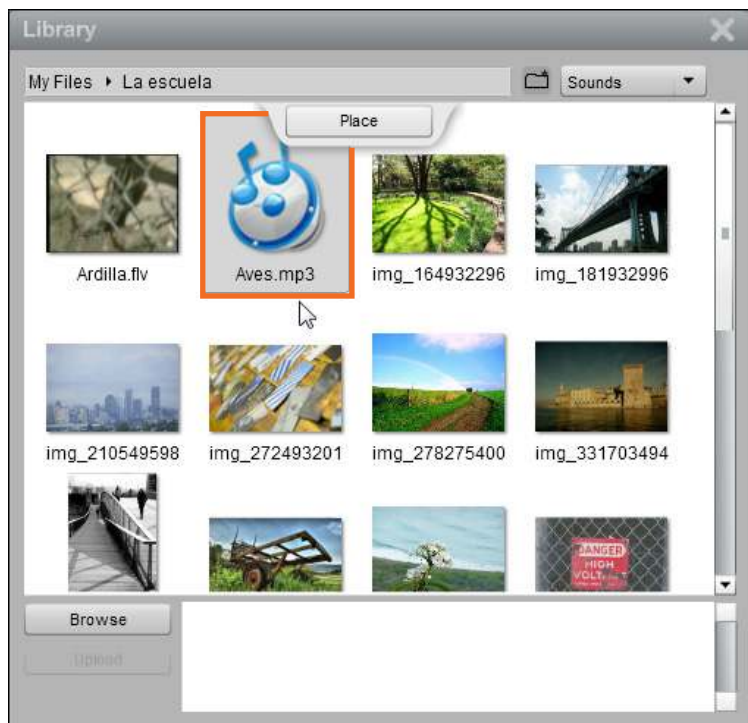 Library
My Files ▸ La escuela
Sounds
Place
Ardilla.flv
Aves.mp3
img_164932296
img_181932996
img_210549598
img_272493201
img_278275400
img_331703494
DANGER
HIGH
VOLTAGE
Browse
Upload